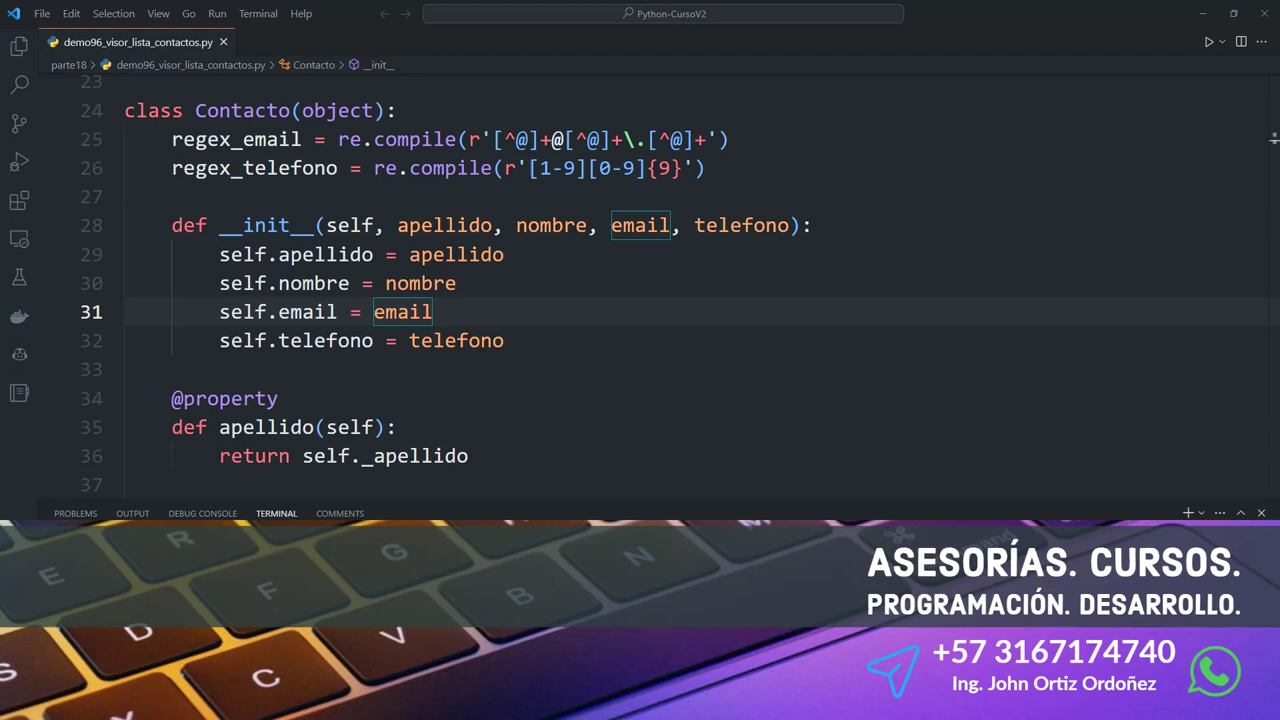 File Edit Selection View Go Run Terminal Help
Python-CursoV2
demo96_visor_lista_contactos.py
parte18 > demo96_visor_lista_contactos.py > Contacto > __init__
23
24 class Contacto(object):
25 regex_email = re.compile(r'[^@]+@[^@]+\.[^@]+')
26 regex_telefono = re.compile(r'[1-9][0-9]{9}')
27
28 def __init__(self, apellido, nombre, email, telefono):
29 self.apellido = apellido
30 self.nombre = nombre
31 self.email = email
32 self.telefono = telefono
33
34 @property
35 def apellido(self):
36 return self._apellido
37
PROBLEMS OUTPUT DEBUG CONSOLE TERMINAL COMMENTS
E R F G B N M
D C V
command
ASESORÍAS. CURSOS.
PROGRAMACIÓN. DESARROLLO.
+57 3167174740
Ing. John Ortiz Ordoñez